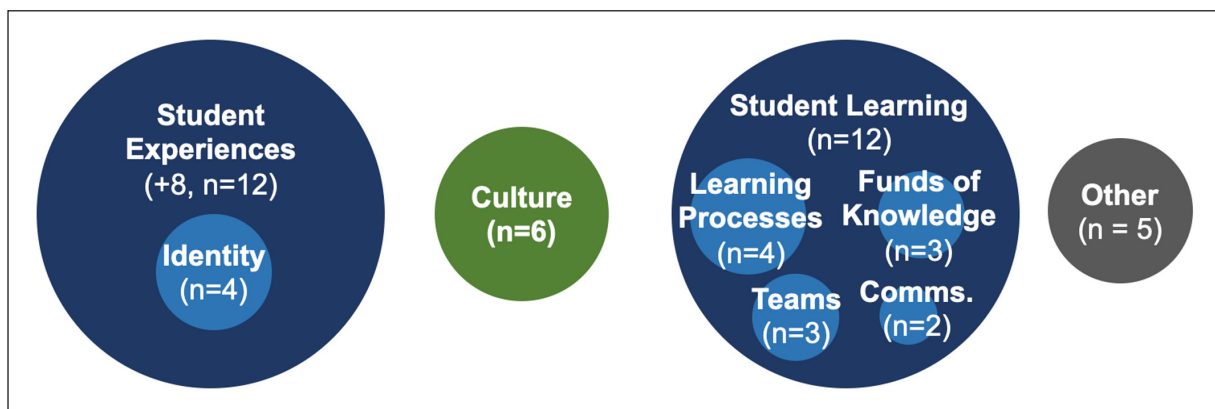 Student
Experiences
(+8, n=12)
Identity
(n=4)
Culture
(n=6)
Student Learning
(n=12)
Learning
Processes
(n=4)
Funds of
Knowledge
(n=3)
Teams
(n=3)
Comms.
(n=2)
Other
(n = 5)